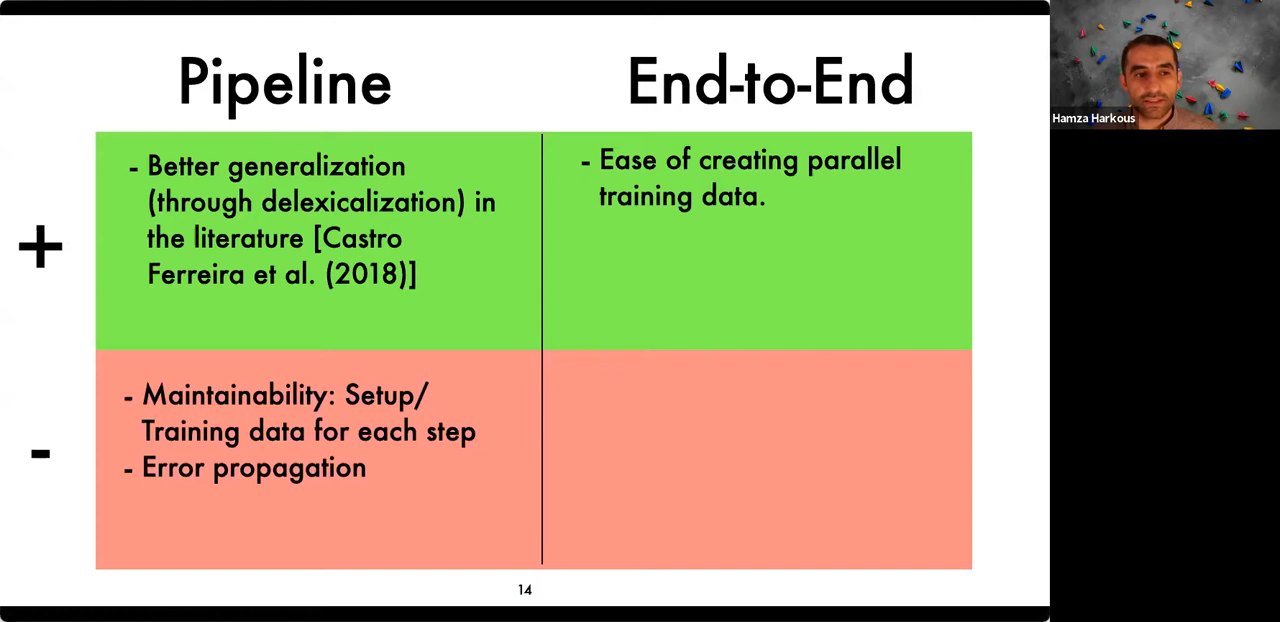 Pipeline
End-to-End
+
- Better generalization
(through delexicalization) in
the literature [Castro
Ferreira et al. (2018)]
- Ease of creating parallel
training data.
-
- Maintainability: Setup/
Training data for each step
- Error propagation
14
Hamza Harkous